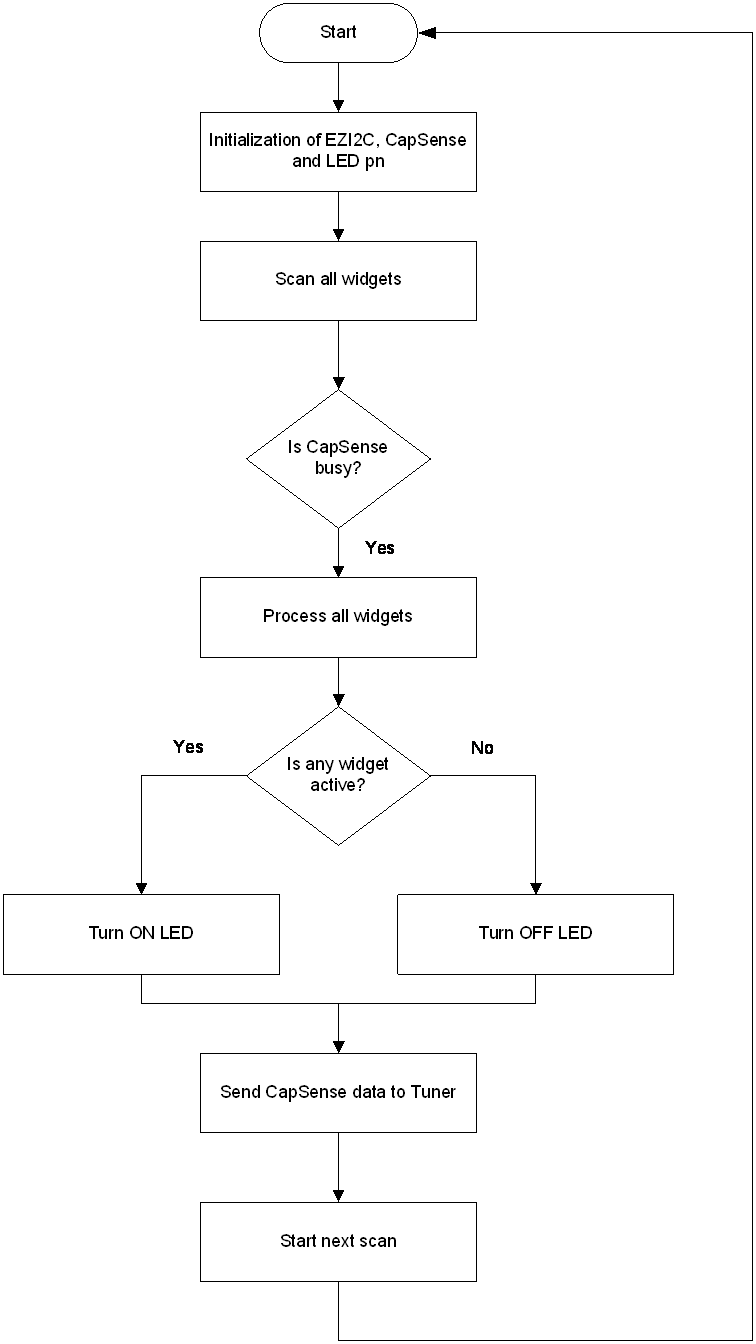 Start
Initialization of EZI2C, CapSense
and LED pn
Scan all widgets
Is CapSense
busy?
Yes
Process all widgets
Is any widget
active?
Yes
No
Turn ON LED
Turn OFF LED
Send CapSense data to Tuner
Start next scan